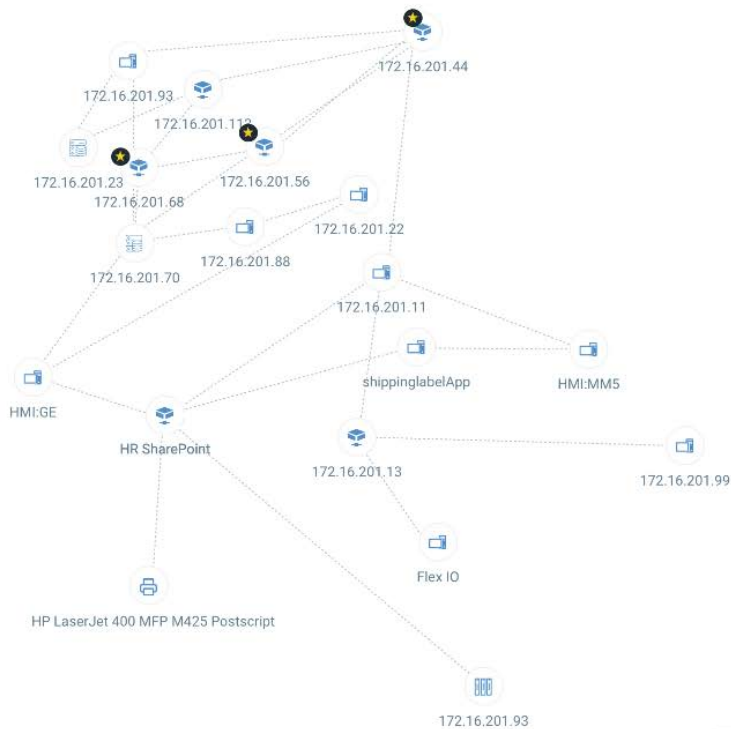 172.16.201.44
172.16.201.93
172.16.201.113
172.16.201.23
172.16.201.56
172.16.201.68
172.16.201.22
172.16.201.88
172.16.201.70
172.16.201.11
shippinglabelApp
HMI:MM5
HMI:GE
HR SharePoint
172.16.201.13
172.16.201.99
Flex IO
HP LaserJet 400 MFP M425 Postscript
172.16.201.93